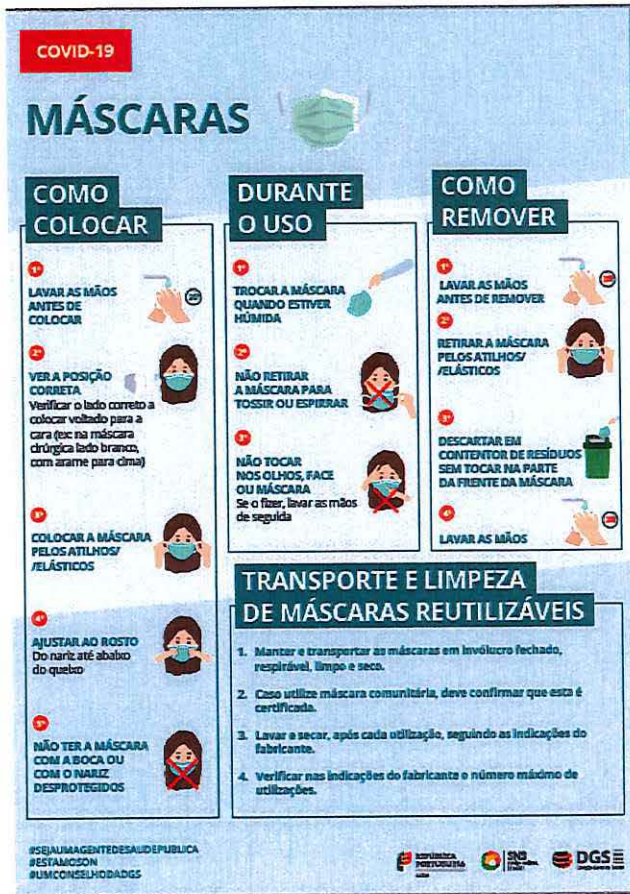 COVID-19
MÁSCARAS
COMO
COLOCAR
1º
LAVAR AS MÃOS
ANTES DE
COLOCAR
2º
VER A POSIÇÃO
CORRETA
Verificar o lado correto a
colocar voltado para a
cara (ex: na máscara
cirúrgica lado branco,
com arame para cima)
3º
COLOCAR A MÁSCARA
PELOS ATILHOS/
/ELÁSTICOS
4º
AJUSTAR AO ROSTO
Do nariz até abaixo
do queixo
5º
NÃO TER A MÁSCARA
COM A BOCA OU
COM O NARIZ
DESPROTEGIDOS
DURANTE
O USO
1º
TROCAR A MÁSCARA
QUANDO ESTIVER
HÚMIDA
2º
NÃO RETIRAR
A MÁSCARA PARA
TOSSIR OU ESPIRRAR
3º
NÃO TOCAR
NOS OLHOS, FACE
OU MÁSCARA
Se o fizer, lavar as mãos
de seguida
COMO
REMOVER
1º
LAVAR AS MÃOS
ANTES DE REMOVER
2º
RETIRAR A MÁSCARA
PELOS ATILHOS/
/ELÁSTICOS
3º
DESCARTAR EM
CONTENTOR DE RESÍDUOS
SEM TOCAR NA PARTE
DA FRENTE DA MÁSCARA
4º
LAVAR AS MÃOS
TRANSPORTE E LIMPEZA
DE MÁSCARAS REUTILIZÁVEIS
1. Manter e transportar as máscaras em invólucro fechado,
respirável, limpo e seco.
2. Caso utilize máscara comunitária, deve confirmar que esta é
certificada.
3. Lavar e secar, após cada utilização, seguindo as indicações do
fabricante.
4. Verificar nas indicações do fabricante o número máximo de
utilizações.
#SEJAUMAGENTEDESAUDEPUBLICA
#ESTAMOSON
#UMCONSELHODADGS
REPÚBLICA
PORTUGUESA
SNS
DGS